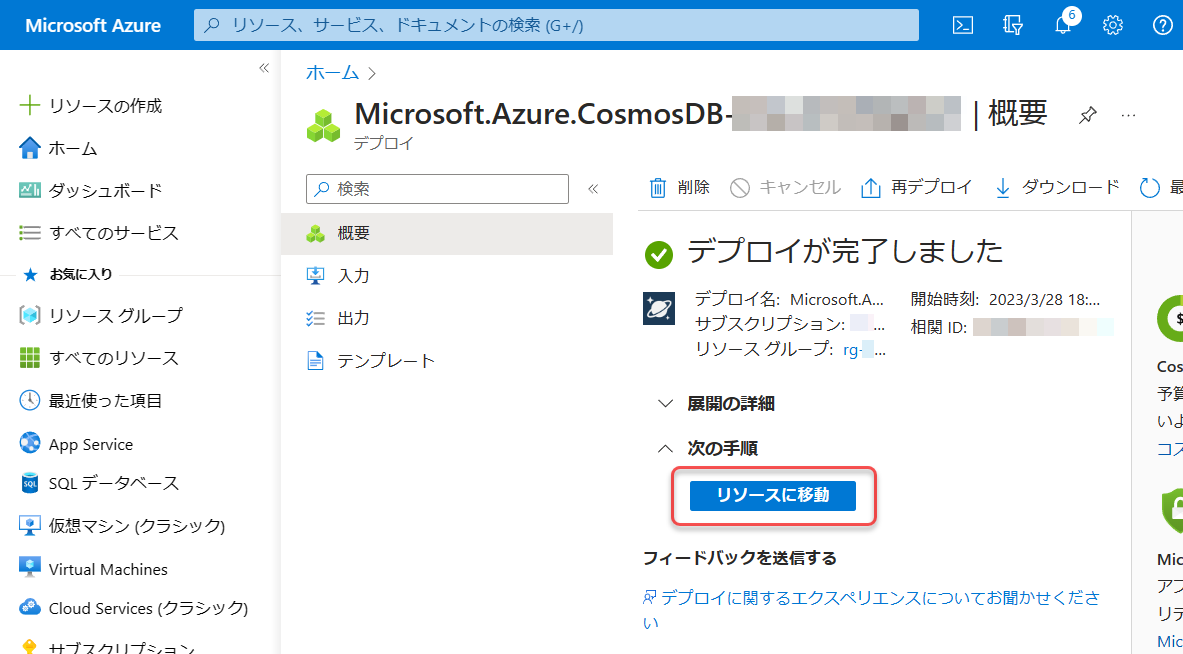 Microsoft Azure
リソース、サービス、ドキュメントの検索 (G+/)
6
リソースの作成
ホーム
ダッシュボード
すべてのサービス
お気に入り
リソース グループ
すべてのリソース
最近使った項目
App Service
SQL データベース
仮想マシン (クラシック)
Virtual Machines
Cloud Services (クラシック)
サブスクリプション
ホーム
Microsoft.Azure.CosmosDB- | 概要
デプロイ
検索
概要
入力
出力
テンプレート
削除
キャンセル
再デプロイ
ダウンロード
最
デプロイが完了しました
デプロイ名: Microsoft.A...
サブスクリプション: ...
リソース グループ: rg- ...
開始時刻: 2023/3/28 18:...
相関 ID:
展開の詳細
次の手順
リソースに移動
フィードバックを送信する
デプロイに関するエクスペリエンスについてお聞かせくださ
い
$
Cos
予算
いよ
コス
Mic
アプ
リテ
Mic